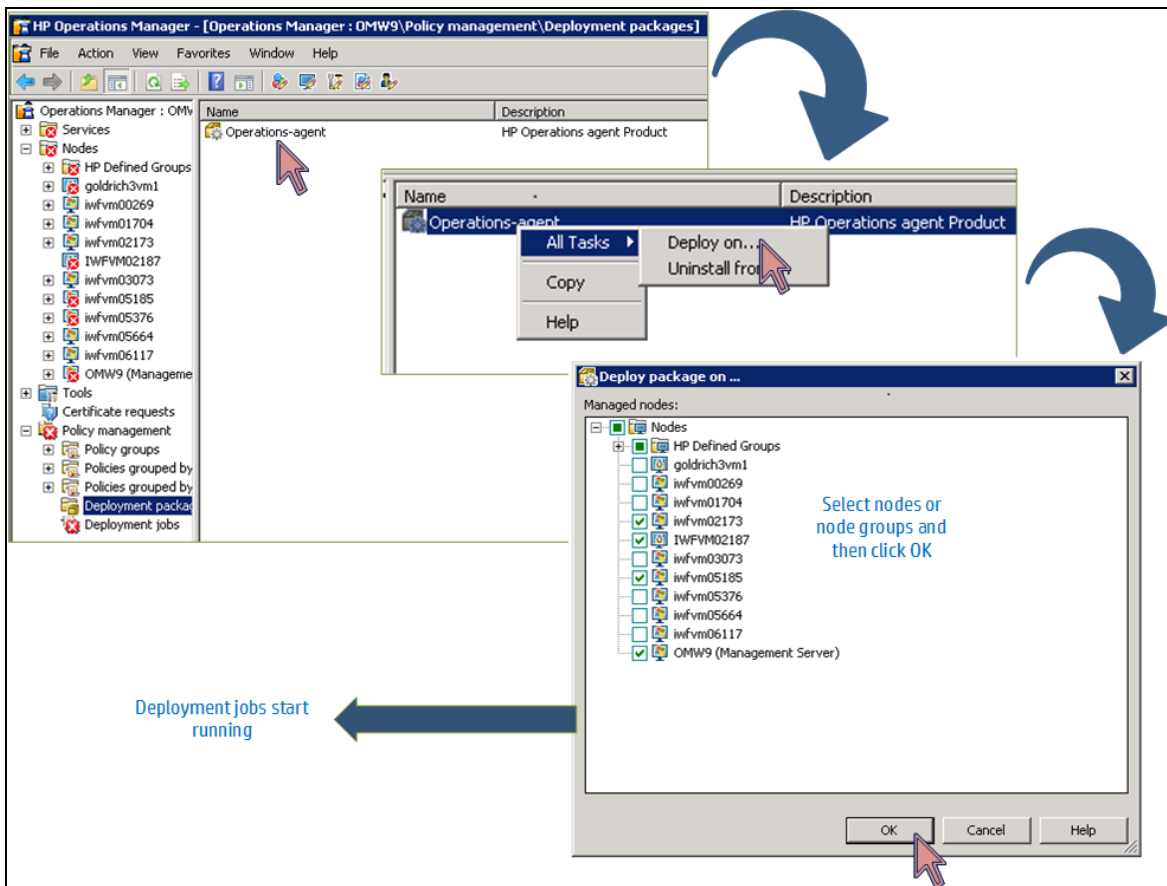 HP Operations Manager - [Operations Manager : OMW9\Policy management\Deployment packages]
File Action View Favorites Window Help
Operations Manager : OMW
Services
Nodes
HP Defined Groups
goldrich3vm1
iwfvm00269
iwfvm01704
iwfvm02173
IWFVM02187
iwfvm03073
iwfvm05185
iwfvm05376
iwfvm05664
iwfvm06117
OMW9 (Manageme
Tools
Certificate requests
Policy management
Policy groups
Policies grouped by
Policies grouped by
Deployment packag
Deployment jobs
Name Description
Operations-agent HP Operations agent Product
Name Description
Operations-agent HP Operations agent Product
All Tasks
Copy
Help
Deploy on...
Uninstall from
Deploy package on ...
Managed nodes:
Nodes
HP Defined Groups
goldrich3vm1
iwfvm00269
iwfvm01704
iwfvm02173
IWFVM02187
iwfvm03073
iwfvm05185
iwfvm05376
iwfvm05664
iwfvm06117
OMW9 (Management Server)
Select nodes or
node groups and
then click OK
OK Cancel Help
Deployment jobs start
running